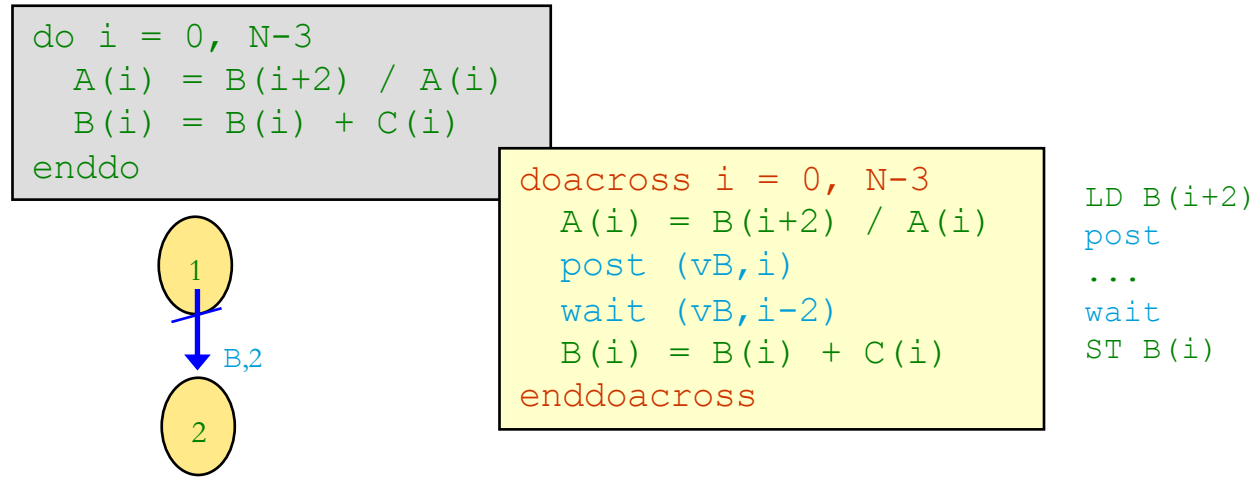 do i = 0, N-3
A(i) = B(i+2) / A(i)
B(i) = B(i) + C(i)
enddo
1
B,2
2
doacross i = 0, N-3
A(i) = B(i+2) / A(i)
post (vB,i)
wait (vB,i-2)
B(i) = B(i) + C(i)
enddoacross
LD B(i+2)
post
...
wait
ST B(i)